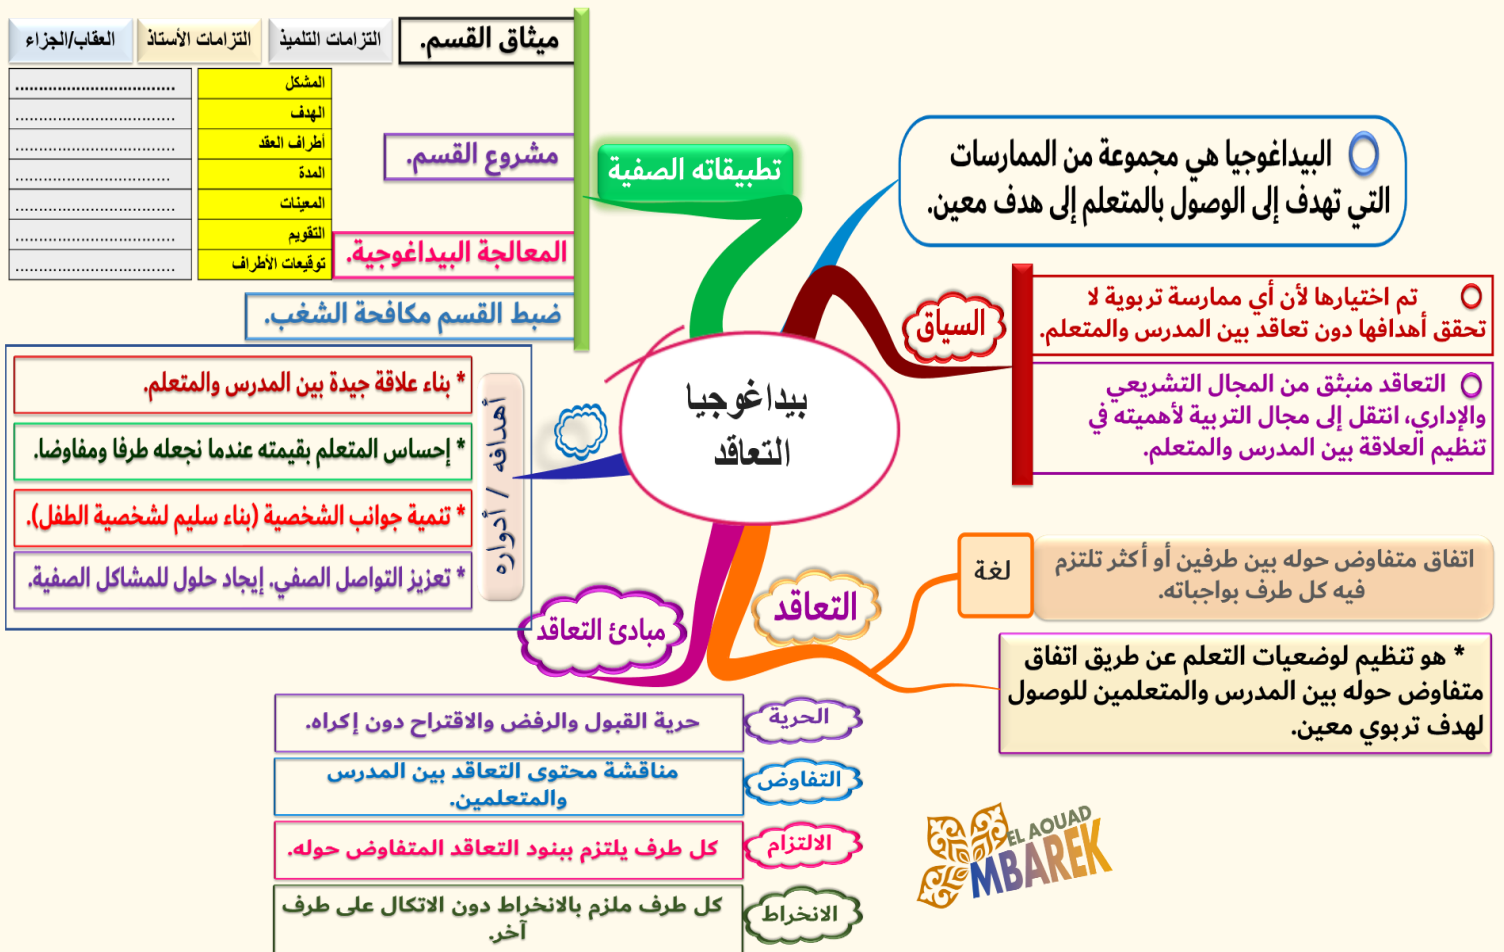 بيداغوجيا
التعاقد
البيداغوجيا هي مجموعة من الممارسات
التي تهدف إلى الوصول بالمتعلم إلى هدف معين.
السياق
تم اختيارها لأن أي ممارسة تربوية لا
تحقق أهدافها دون تعاقد بين المدرس والمتعلم.
التعاقد منبثق من المجال التشريعي
والإداري، انتقل إلى مجال التربية لأهميته في
تنظيم العلاقة بين المدرس والمتعلم.
التعاقد
لغة
اتفاق متفاوض حوله بين طرفين أو أكثر تلتزم
فيه كل طرف بواجباته.
* هو تنظيم لوضعيات التعلم عن طريق اتفاق
متفاوض حوله بين المدرس والمتعلمين للوصول
لهدف تربوي معين.
مبادئ التعاقد
الحرية
حرية القبول والرفض والاقتراح دون إكراه.
التفاوض
مناقشة محتوى التعاقد بين المدرس
والمتعلمين.
الالتزام
كل طرف يلتزم ببنود التعاقد المتفاوض حوله.
الانخراط
كل طرف ملزم بالانخراط دون الاتكال على طرف
آخر.
أهدافه / أدواره
* بناء علاقة جيدة بين المدرس والمتعلم.
* إحساس المتعلم بقيمته عندما نجعله طرفا ومفاوضا.
* تنمية جوانب الشخصية (بناء سليم لشخصية الطفل).
* تعزيز التواصل الصفي. إيجاد حلول للمشاكل الصفية.
تطبيقاته الصفية
ميثاق القسم.
التزامات التلميذ
التزامات الأستاذ
العقاب/الجزاء
مشروع القسم.
المعالجة البيداغوجية.
ضبط القسم مكافحة الشغب.
المشكل ..................................
الهدف ..................................
أطراف العقد ..................................
المدة .................................
المعينات ..................................
التقويم ..................................
توقيعات الأطراف ..................................
EL AOUAD
MBAREK